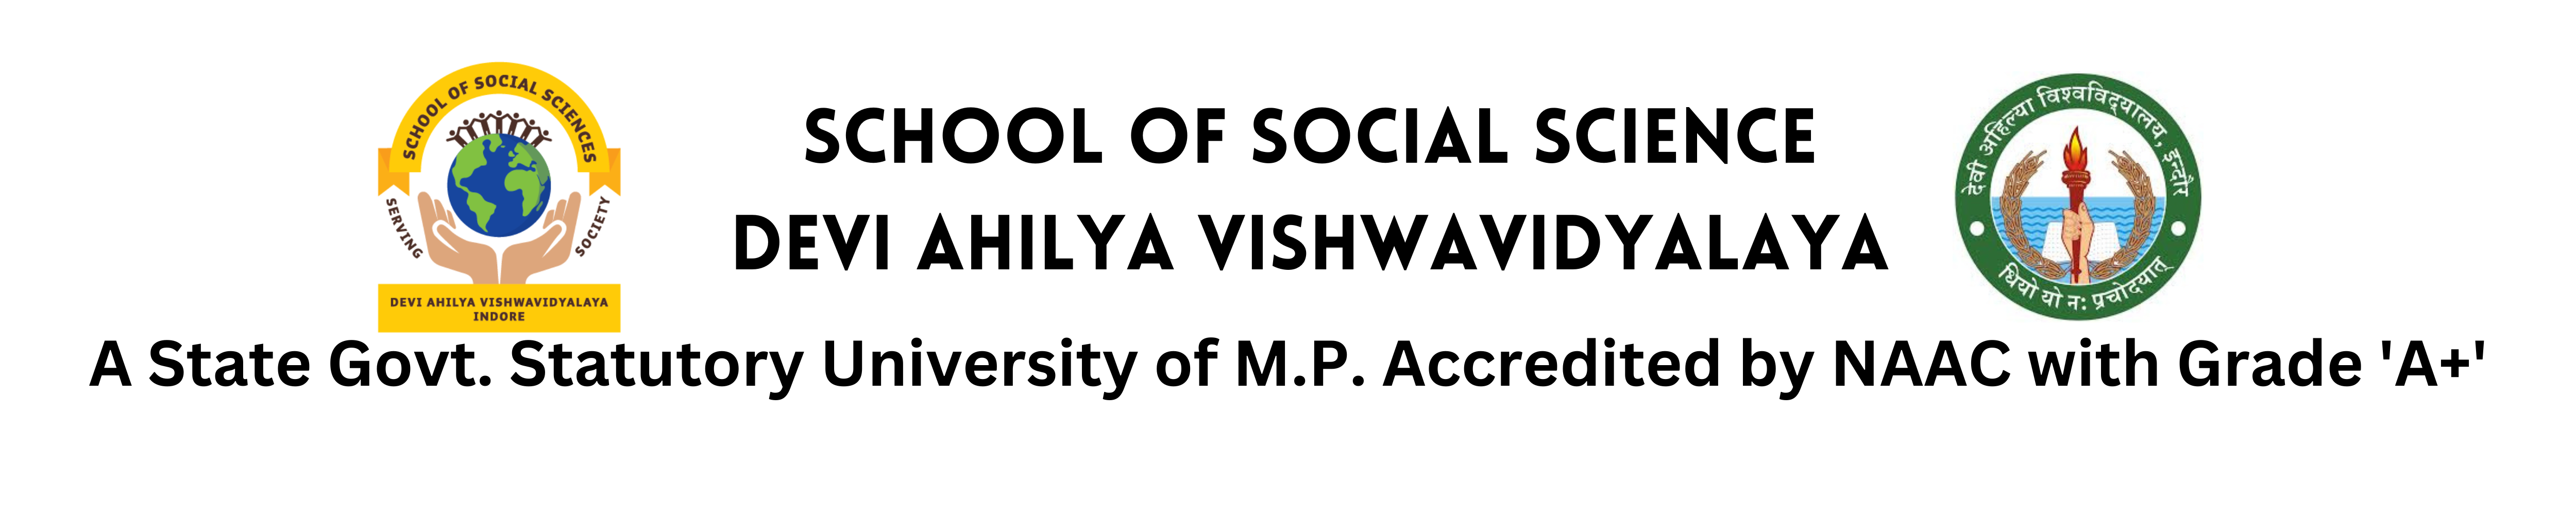 SCHOOL OF SOCIAL SCIENCES
SERVING
SOCIETY
DEVI AHILYA VISHWAVIDYALAYA
INDORE
SCHOOL OF SOCIAL SCIENCE
DEVI AHILYA VISHWAVIDYALAYA
देवी अहिल्या विश्वविद्यालय, इन्दौर
धियो यो नः प्रचोदयात्
A State Govt. Statutory University of M.P. Accredited by NAAC with Grade 'A+'